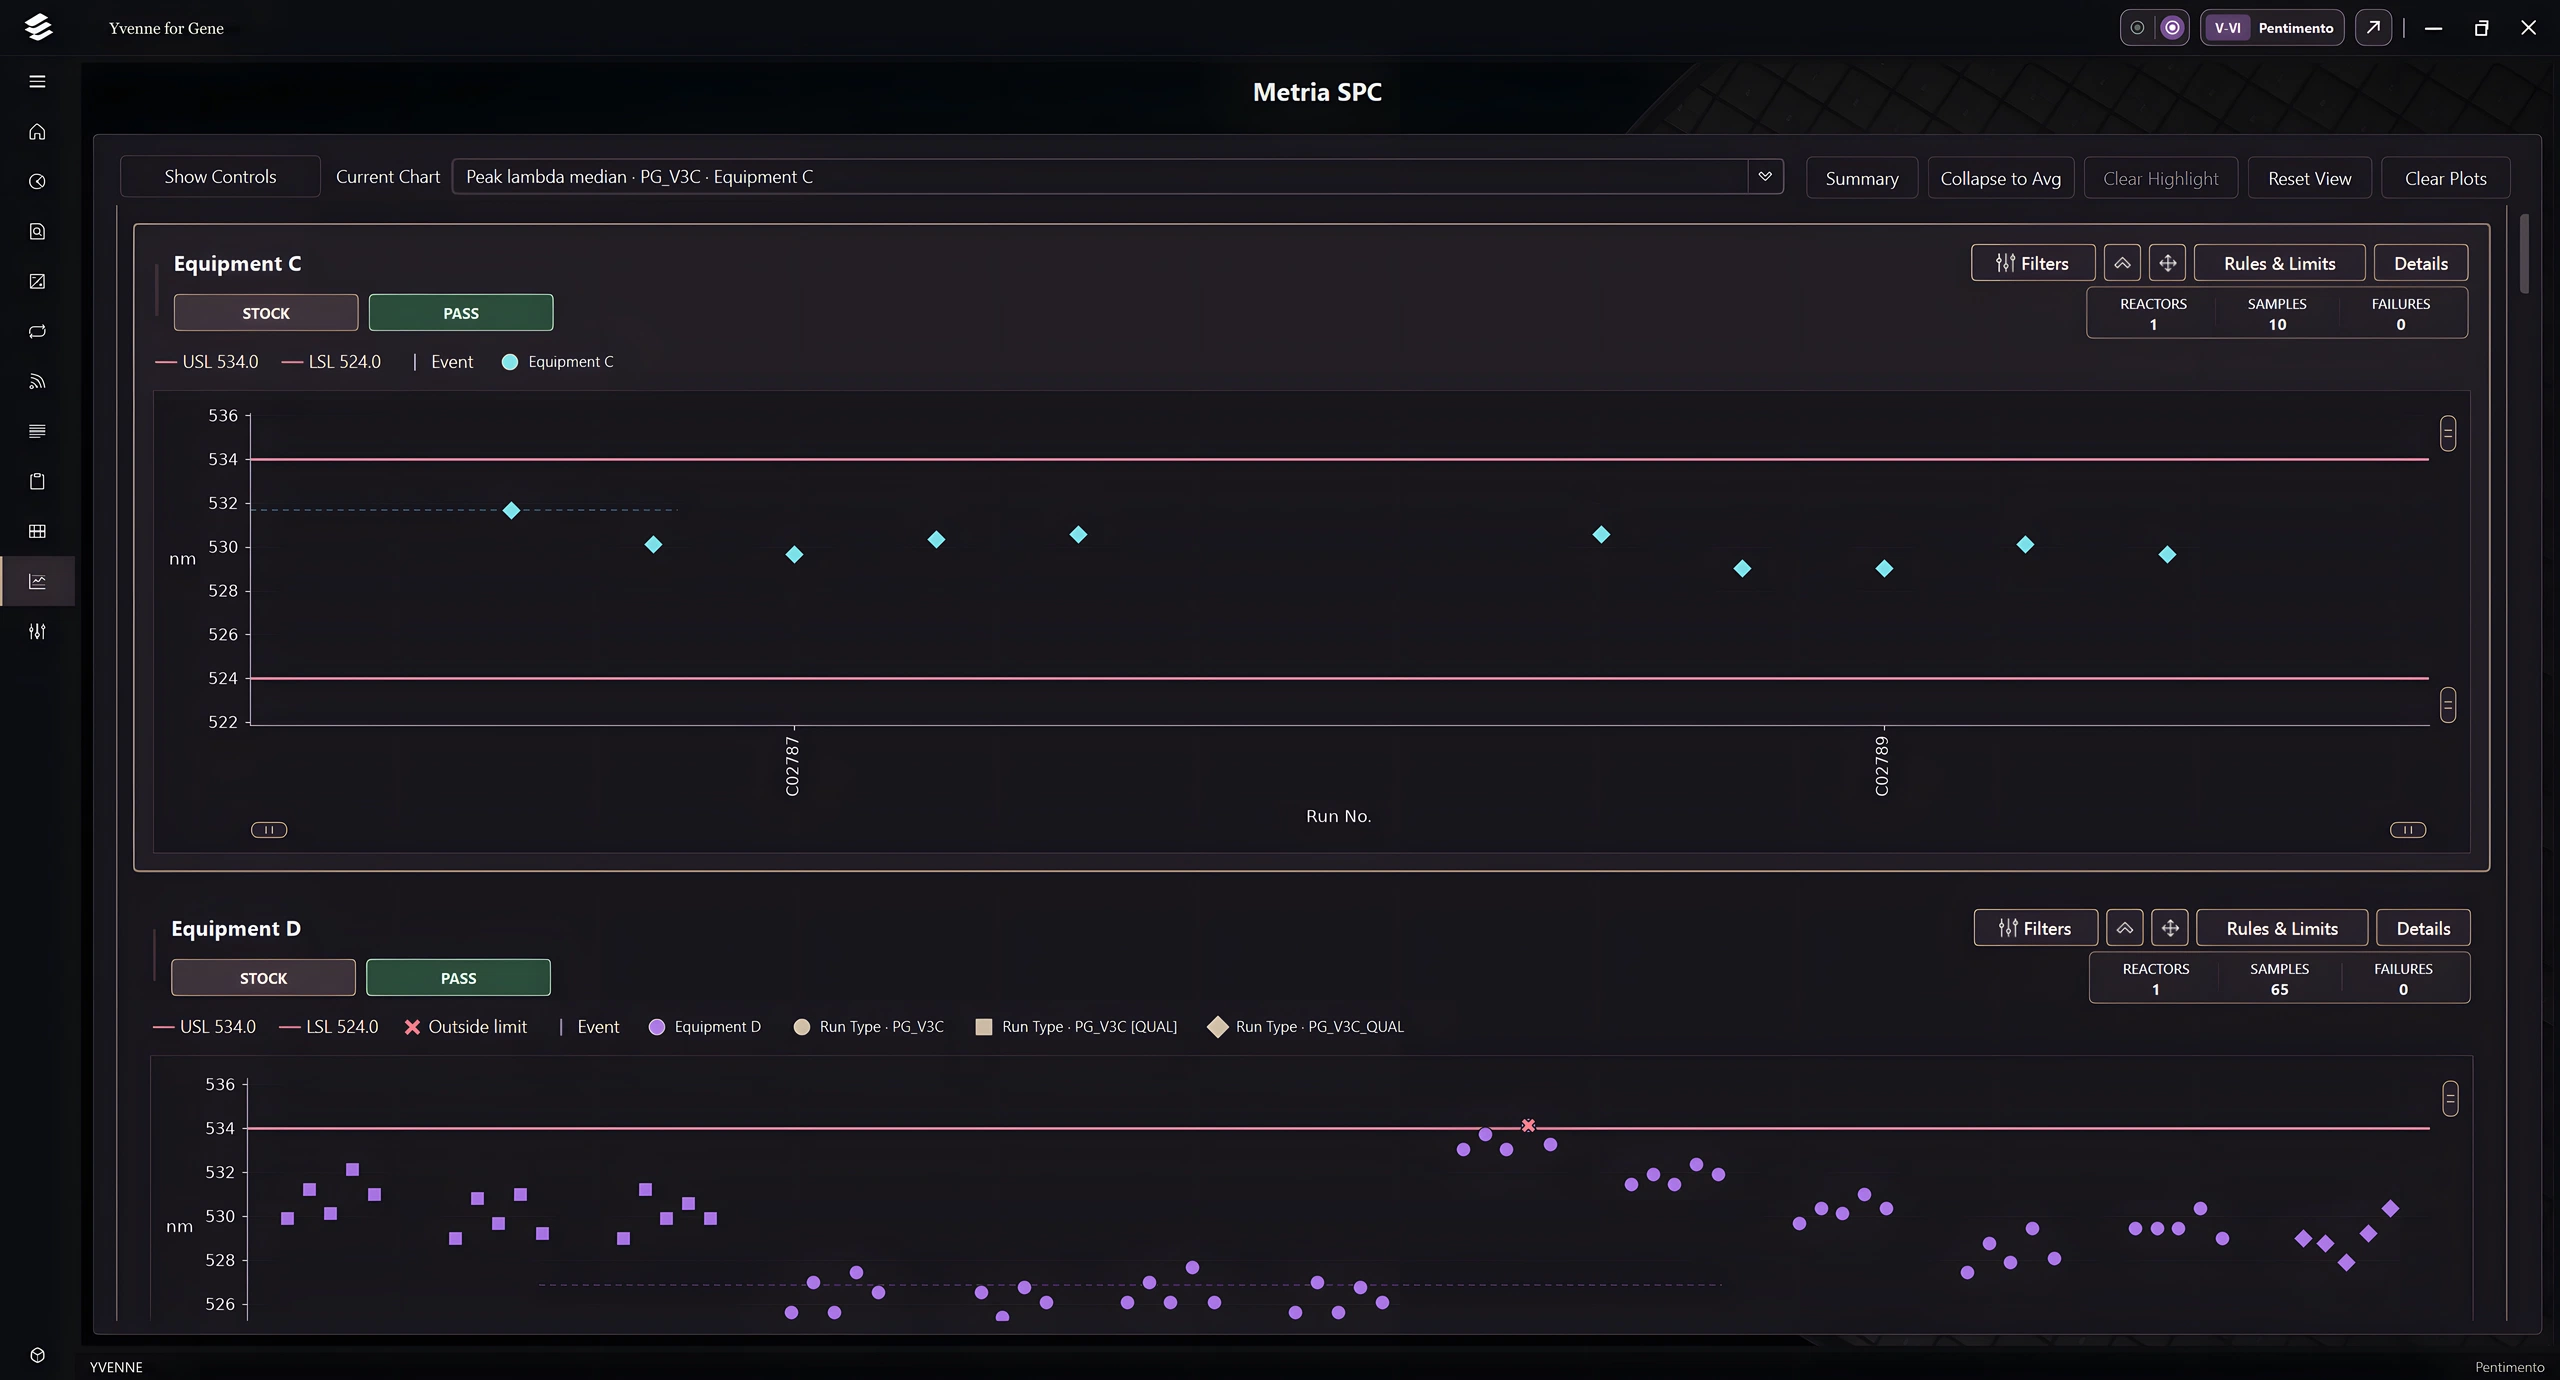 Yvenne for Gene
V-VI Pentimento
Metria SPC
Show Controls Current Chart Peak lambda median · PG_V3C · Equipment C Summary Collapse to Avg Clear Highlight Reset View Clear Plots
Equipment C Filters Rules & Limits Details
STOCK PASS
REACTORS SAMPLES FAILURES
1 10 0
USL 534.0 LSL 524.0 Event Equipment C
536
534
532
530
nm
528
526
524
522
C02787 C02789
Run No.
Equipment D Filters Rules & Limits Details
STOCK PASS
REACTORS SAMPLES FAILURES
1 65 0
USL 534.0 LSL 524.0 Outside limit Event Equipment D Run Type · PG_V3C Run Type · PG_V3C [QUAL] Run Type · PG_V3C_QUAL
536
534
532
530
nm
528
526
YVENNE Pentimento